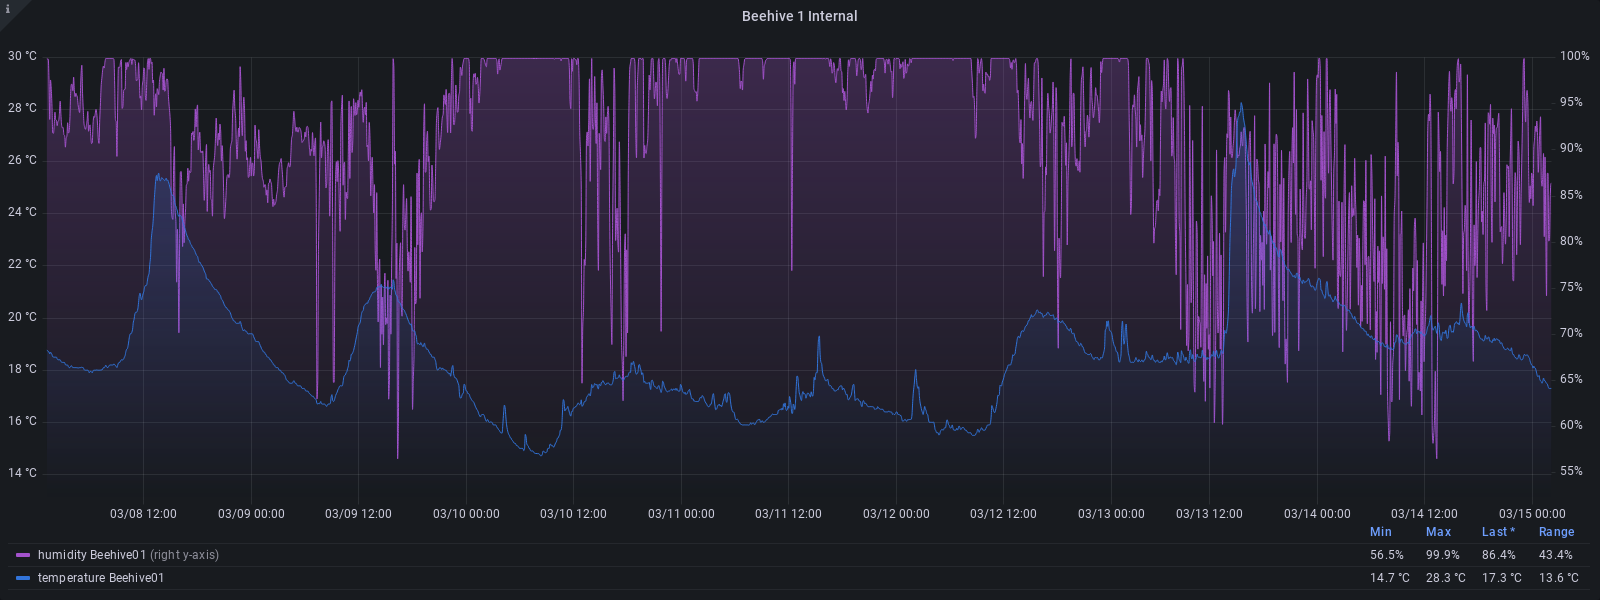 i
Beehive 1 Internal
30 °C 100%
28 °C 95%
26 °C 90%
24 °C 85%
22 °C 80%
20 °C 75%
18 °C 70%
16 °C 65%
14 °C 60%
55%
03/08 12:00 03/09 00:00 03/09 12:00 03/10 00:00 03/10 12:00 03/11 00:00 03/11 12:00 03/12 00:00 03/12 12:00 03/13 00:00 03/13 12:00 03/14 00:00 03/14 12:00 03/15 00:00
Min Max Last * Range
humidity Beehive01 (right y-axis) 56.5% 99.9% 86.4% 43.4%
temperature Beehive01 14.7 °C 28.3 °C 17.3 °C 13.6 °C